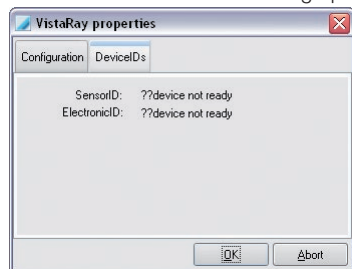 VistaRay properties
Configuration DeviceIDs
SensorID: ??device not ready
ElectronicID: ??device not ready
OK Abort